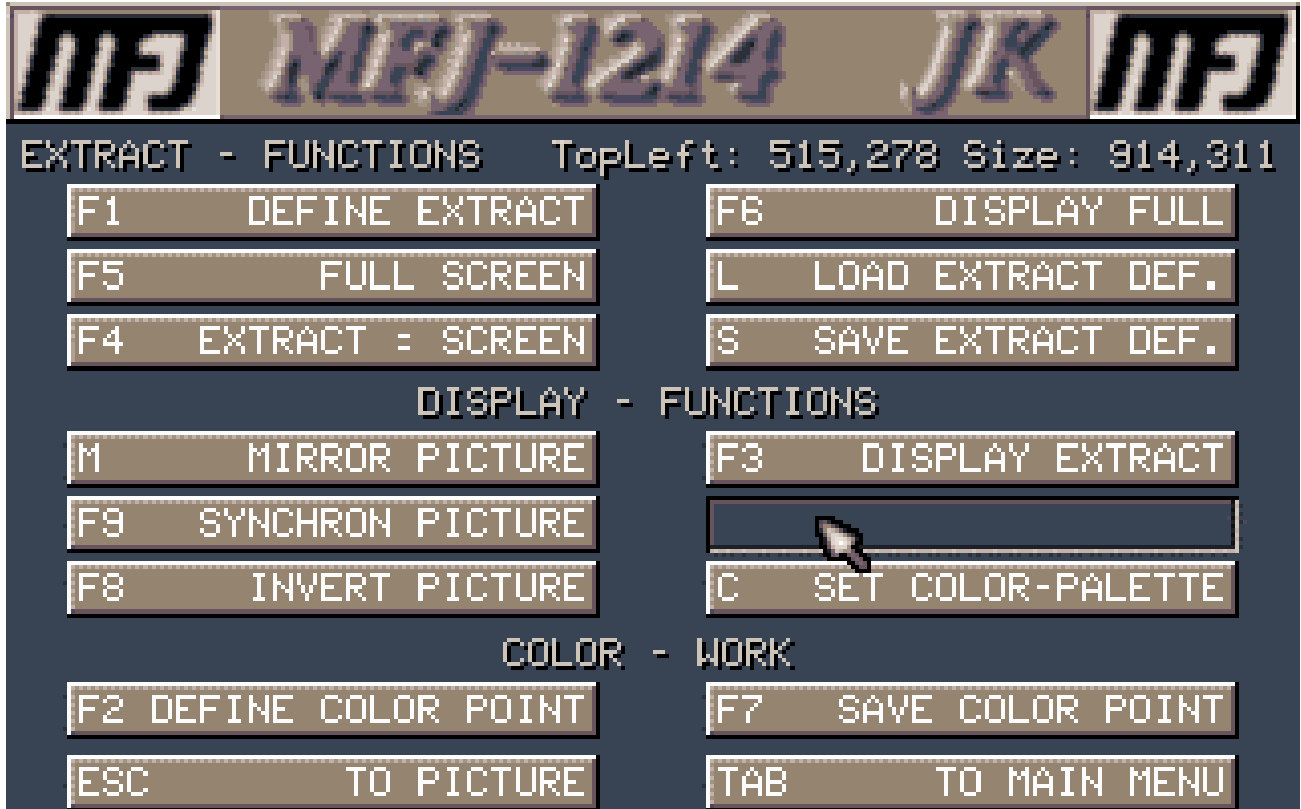 MFJ MFJ-1214 JK MFJ
EXTRACT - FUNCTIONS TopLeft: 515,278 Size: 914,311
F1 DEFINE EXTRACT F6 DISPLAY FULL
F5 FULL SCREEN L LOAD EXTRACT DEF.
F4 EXTRACT = SCREEN S SAVE EXTRACT DEF.
DISPLAY - FUNCTIONS
M MIRROR PICTURE F3 DISPLAY EXTRACT
F9 SYNCHRON PICTURE
F8 INVERT PICTURE C SET COLOR-PALETTE
COLOR - WORK
F2 DEFINE COLOR POINT F7 SAVE COLOR POINT
ESC TO PICTURE TAB TO MAIN MENU